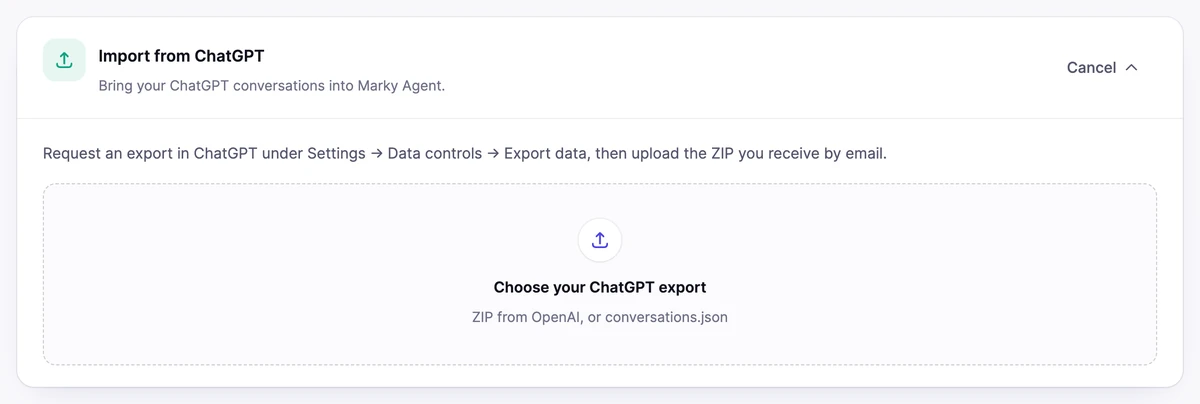 Import from ChatGPT
Bring your ChatGPT conversations into Marky Agent.
Cancel
Request an export in ChatGPT under Settings → Data controls → Export data, then upload the ZIP you receive by email.
Choose your ChatGPT export
ZIP from OpenAI, or conversations.json